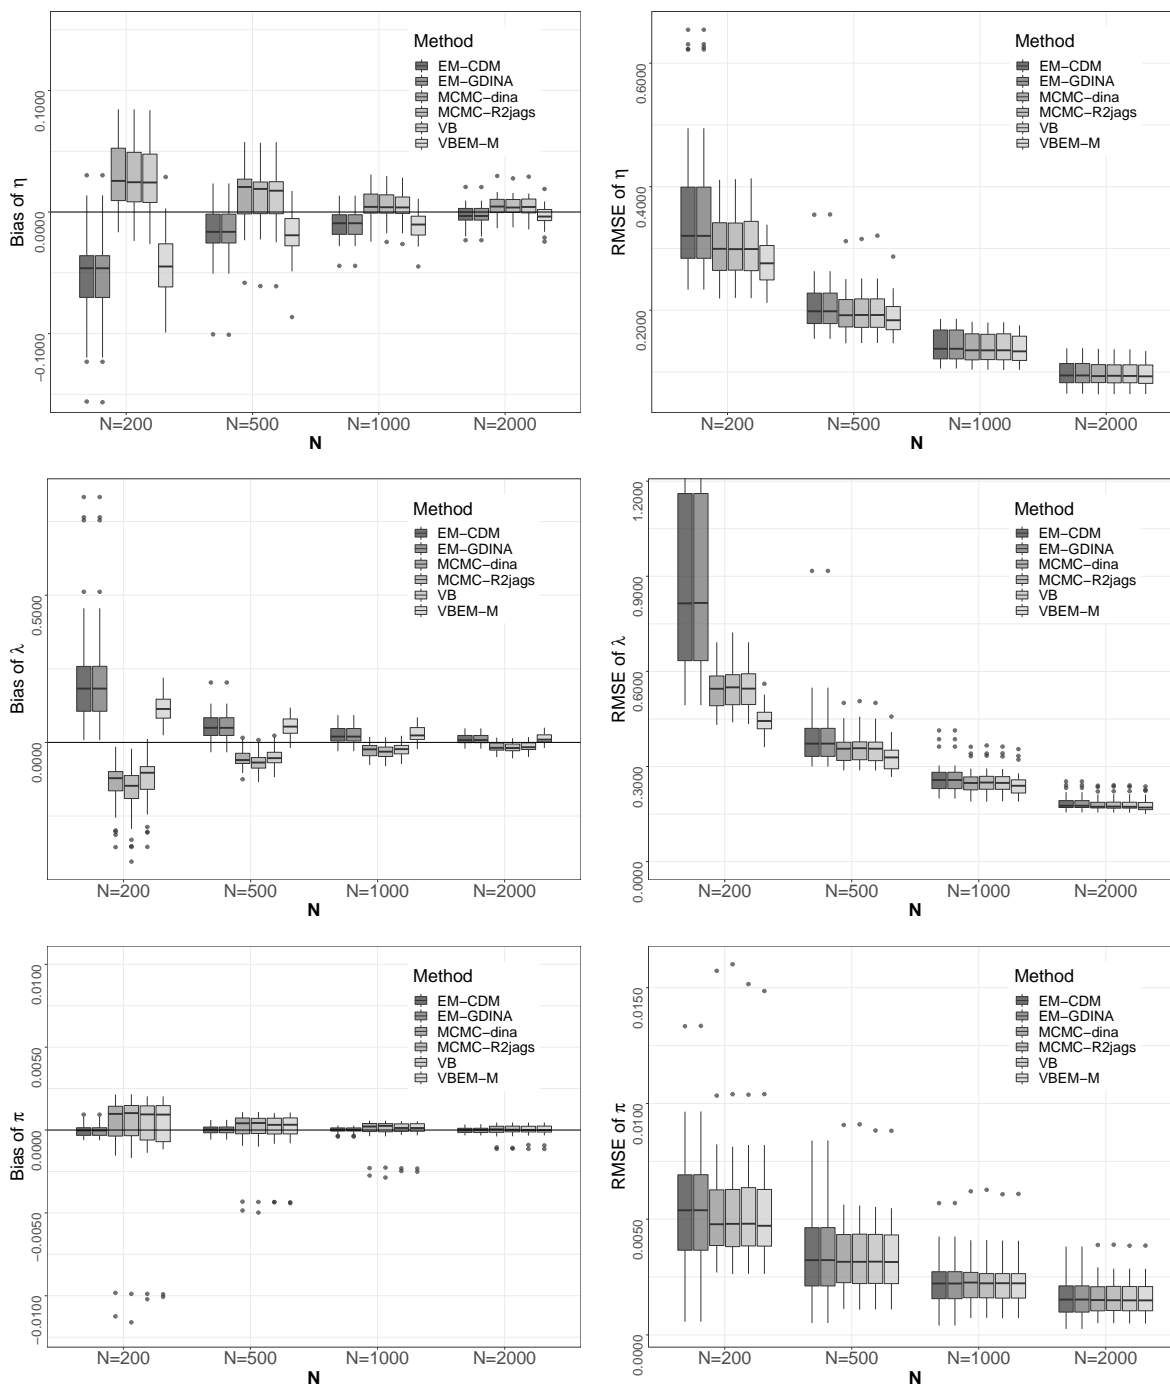 0.1000
0.0000
−0.1000
Bias of η
Method
EM−CDM
EM−GDINA
MCMC−dina
MCMC−R2jags
VB
VBEM−M
N=200
N=500
N=1000
N=2000
N
0.6000
0.4000
0.2000
RMSE of η
Method
EM−CDM
EM−GDINA
MCMC−dina
MCMC−R2jags
VB
VBEM−M
N=200
N=500
N=1000
N=2000
N
0.5000
0.0000
Bias of λ
Method
EM−CDM
EM−GDINA
MCMC−dina
MCMC−R2jags
VB
VBEM−M
N=200
N=500
N=1000
N=2000
N
1.2000
0.9000
0.6000
0.3000
0.0000
RMSE of λ
Method
EM−CDM
EM−GDINA
MCMC−dina
MCMC−R2jags
VB
VBEM−M
N=200
N=500
N=1000
N=2000
N
0.0100
0.0050
0.0000
−0.0050
−0.0100
Bias of π
Method
EM−CDM
EM−GDINA
MCMC−dina
MCMC−R2jags
VB
VBEM−M
N=200
N=500
N=1000
N=2000
N
0.0150
0.0100
0.0050
0.0000
RMSE of π
Method
EM−CDM
EM−GDINA
MCMC−dina
MCMC−R2jags
VB
VBEM−M
N=200
N=500
N=1000
N=2000
N